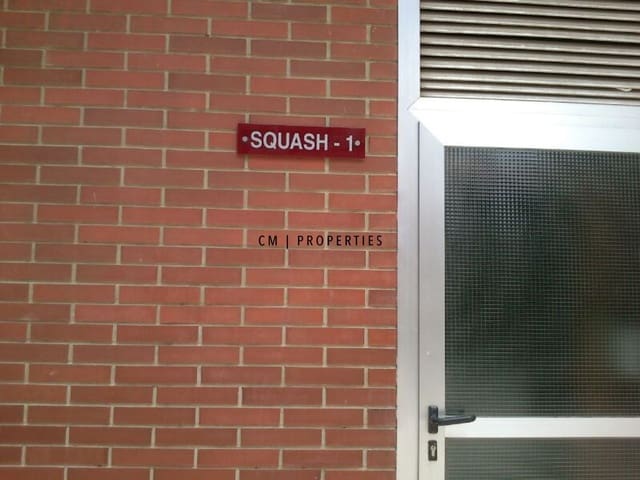 SQUASH - 1
CM | PROPERTIES